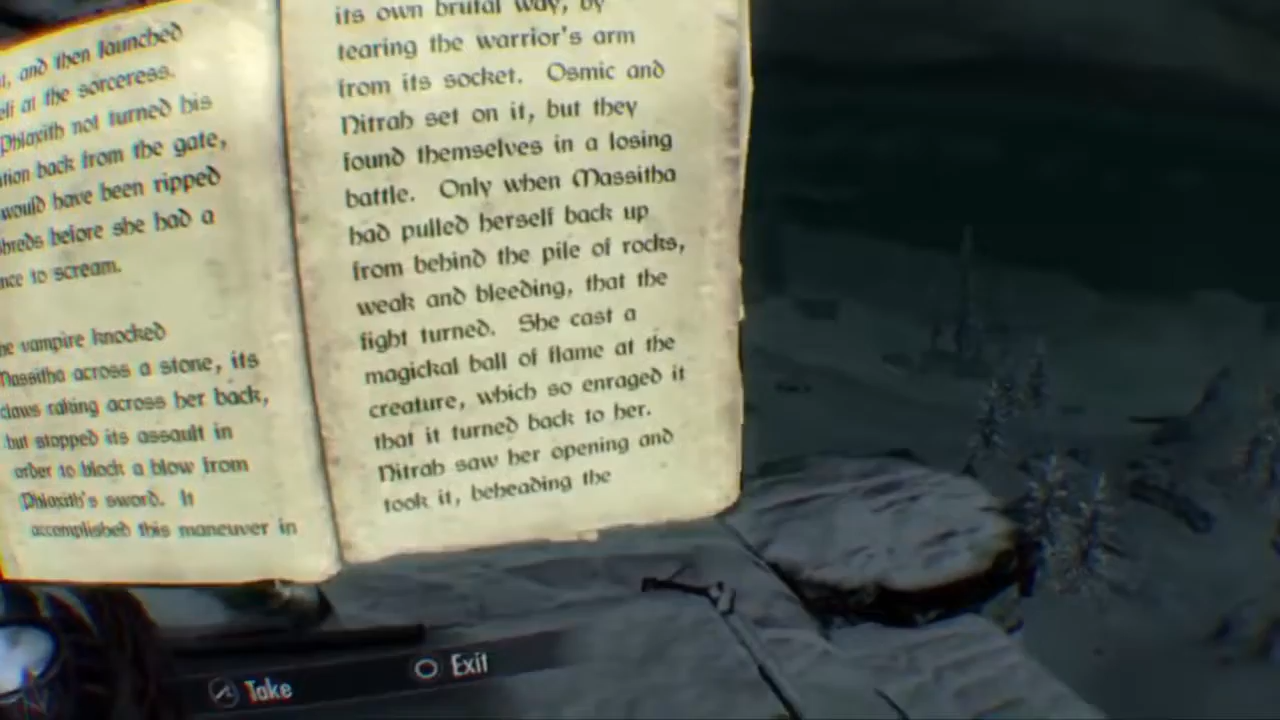 , and then launched
at the sorceress.
Phlaxith not turned his
back from the gate,
would have been ripped
before she had a
to scream.
vampire knocked
Massitha across a stone, its
claws raking across her back,
but stopped its assault in
order to block a blow from
Phlaxith's sword. It
accomplished this maneuver in
its own brutal way, by
tearing the warrior's arm
from its socket. Osmic and
Nitrah set on it, but they
found themselves in a losing
battle. Only when Massitha
had pulled herself back up
from behind the pile of rocks,
weak and bleeding, that the
fight turned. She cast a
magickal ball of flame at the
creature, which so enraged it
that it turned back to her.
Nitrah saw her opening and
took it, beheading the
Take
Exit